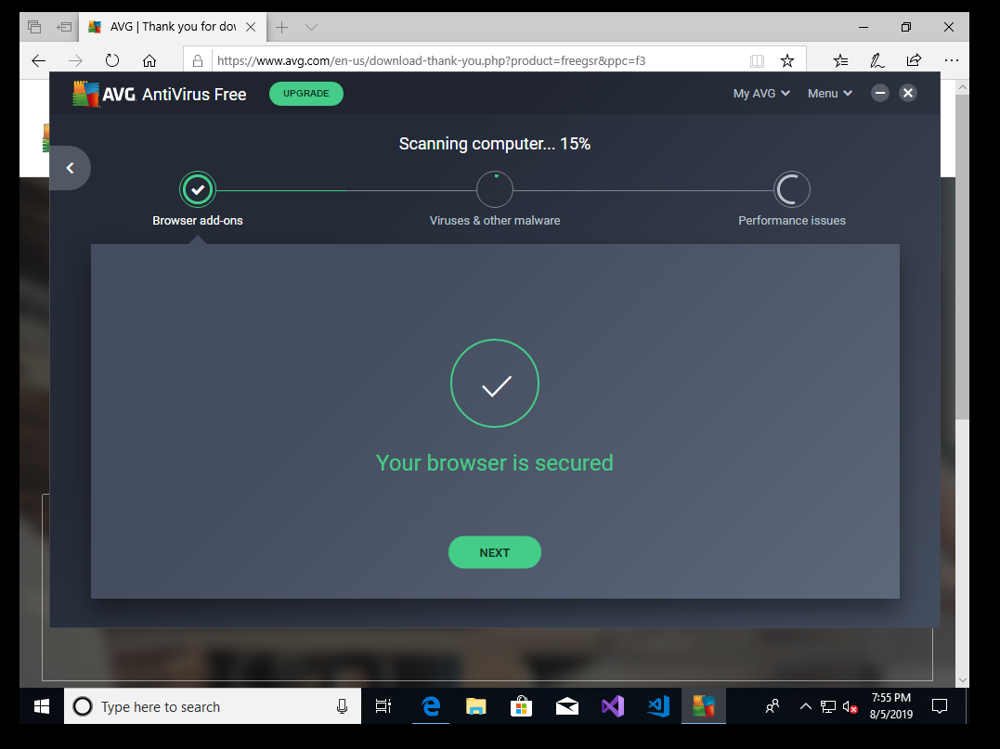 AVG | Thank you for dov
https://www.avg.com/en-us/download-thank-you.php?product=freegsr&ppc=f3
AVG AntiVirus Free
UPGRADE
My AVG
Menu
Scanning computer... 15%
Browser add-ons
Viruses & other malware
Performance issues
Your browser is secured
NEXT
Type here to search
7:55 PM
8/5/2019